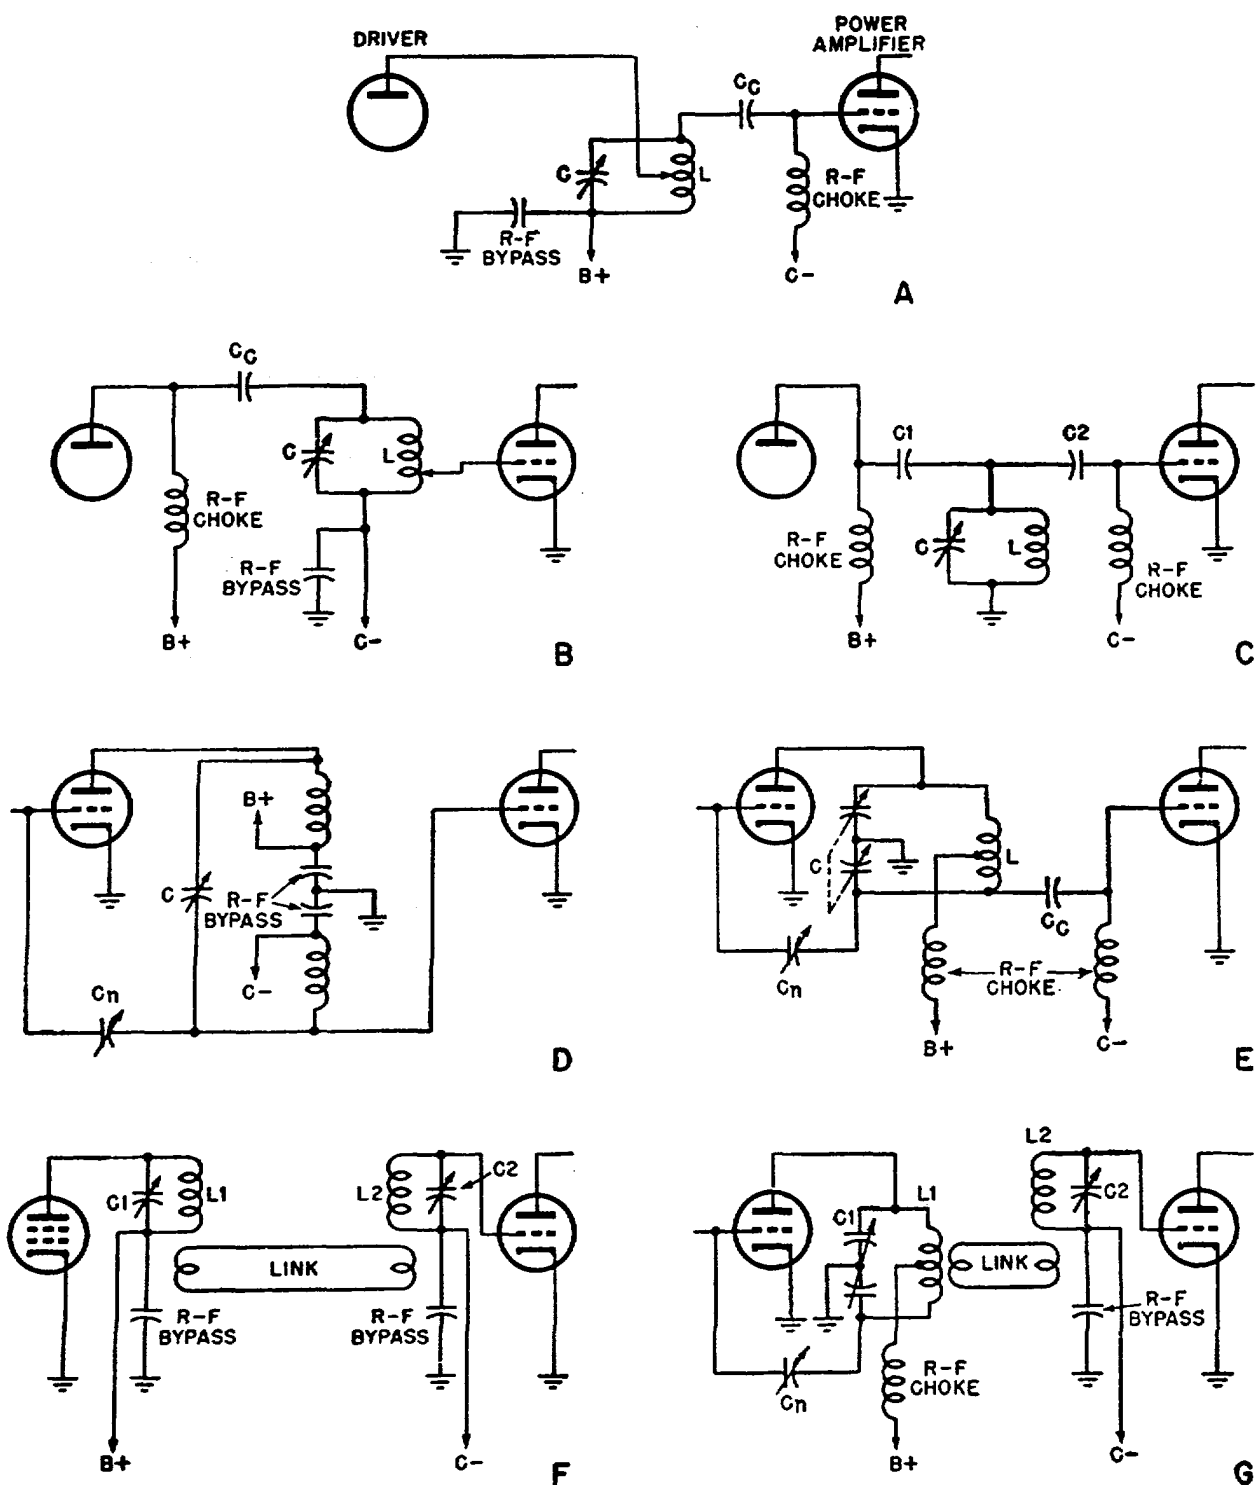 DRIVER
POWER
AMPLIFIER
Cc
C
L
R-F
CHOKE
R-F
BYPASS
B+
C-
A
Cc
C
L
R-F
CHOKE
R-F
BYPASS
B+
C-
B
C1
C2
R-F
CHOKE
C
L
R-F
CHOKE
B+
C-
C
B+
C
R-F
BYPASS
C-
Cn
D
C
L
Cc
Cn
R-F
CHOKE
B+
C-
E
C1
L1
L2
C2
LINK
R-F
BYPASS
R-F
BYPASS
B+
C-
F
L2
L1
C1
C2
LINK
R-F
BYPASS
Cn
R-F
CHOKE
B+
C-
G